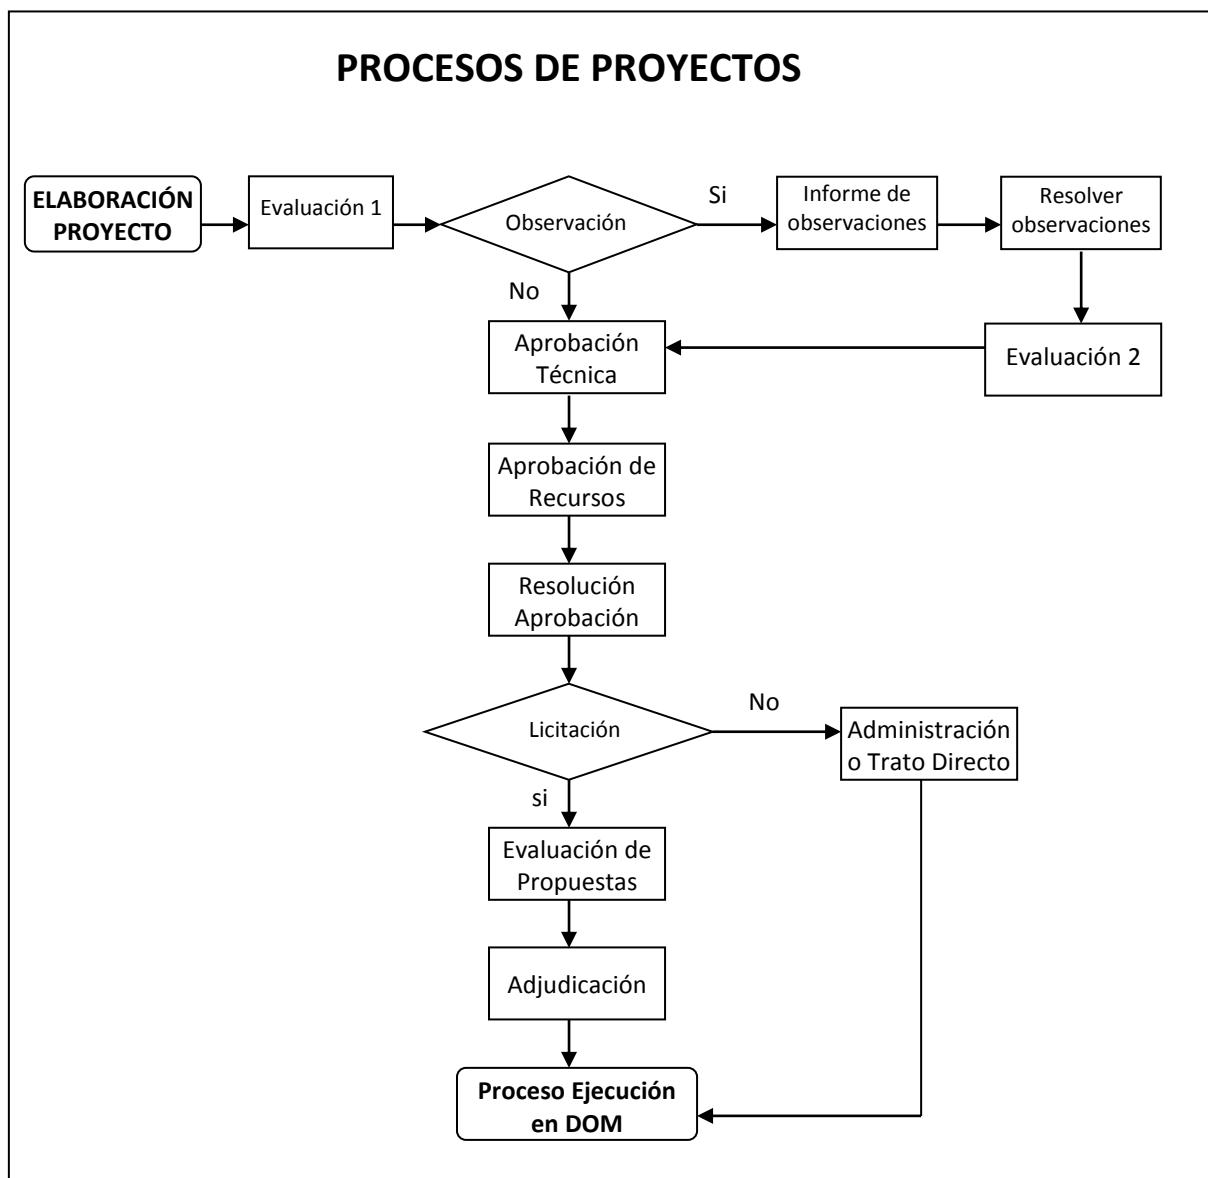 PROCESOS DE PROYECTOS
ELABORACIÓN
PROYECTO
Evaluación 1
Observación
Si
Informe de
observaciones
Resolver
observaciones
No
Aprobación
Técnica
Evaluación 2
Aprobación de
Recursos
Resolución
Aprobación
Licitación
No
Administración
o Trato Directo
si
Evaluación de
Propuestas
Adjudicación
Proceso Ejecución
en DOM